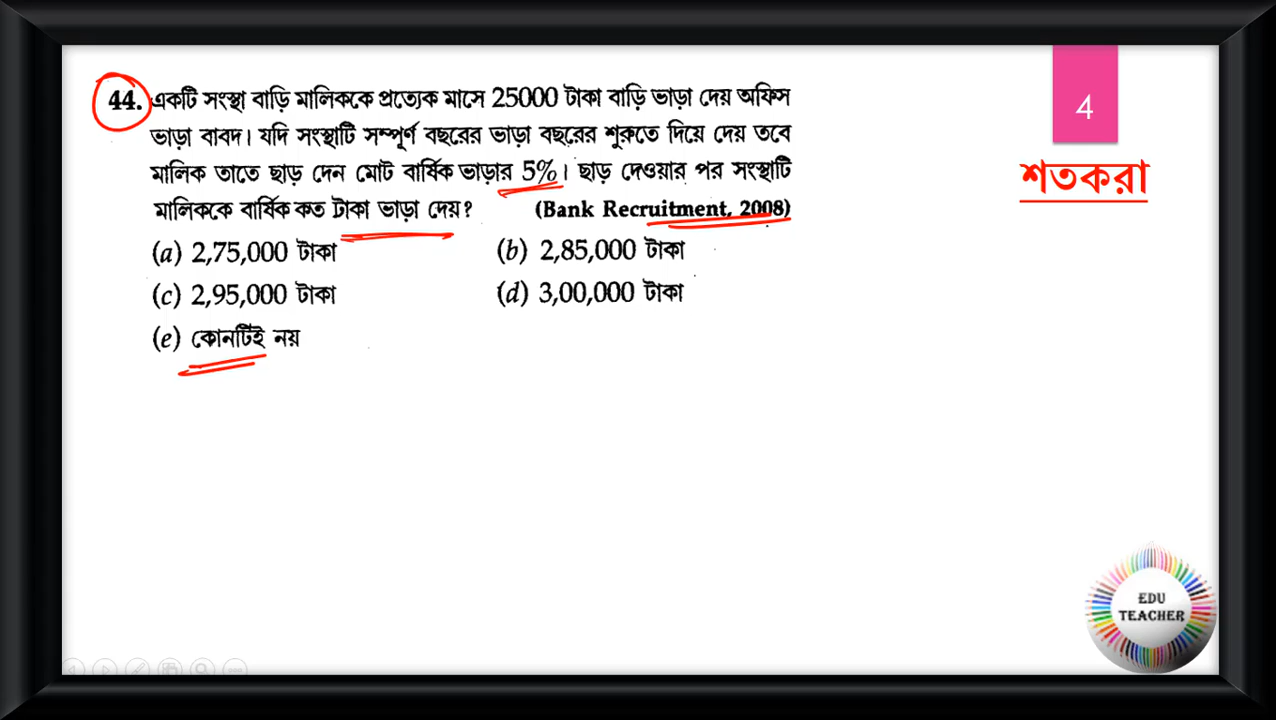 44. একটি সংস্থা বাড়ি মালিককে প্রত্যেক মাসে 25000 টাকা বাড়ি ভাড়া দেয় অফিস
ভাড়া বাবদ। যদি সংস্থাটি সম্পূর্ণ বছরের ভাড়া বছরের শুরুতে দিয়ে দেয় তবে
মালিক তাতে ছাড় দেন মোট বার্ষিক ভাড়ার 5%। ছাড় দেওয়ার পর সংস্থাটি
মালিককে বার্ষিক কত টাকা ভাড়া দেয়? (Bank Recruitment, 2008)
(a) 2,75,000 টাকা (b) 2,85,000 টাকা
(c) 2,95,000 টাকা (d) 3,00,000 টাকা
(e) কোনটিই নয়
4
শতকরা
EDU
TEACHER